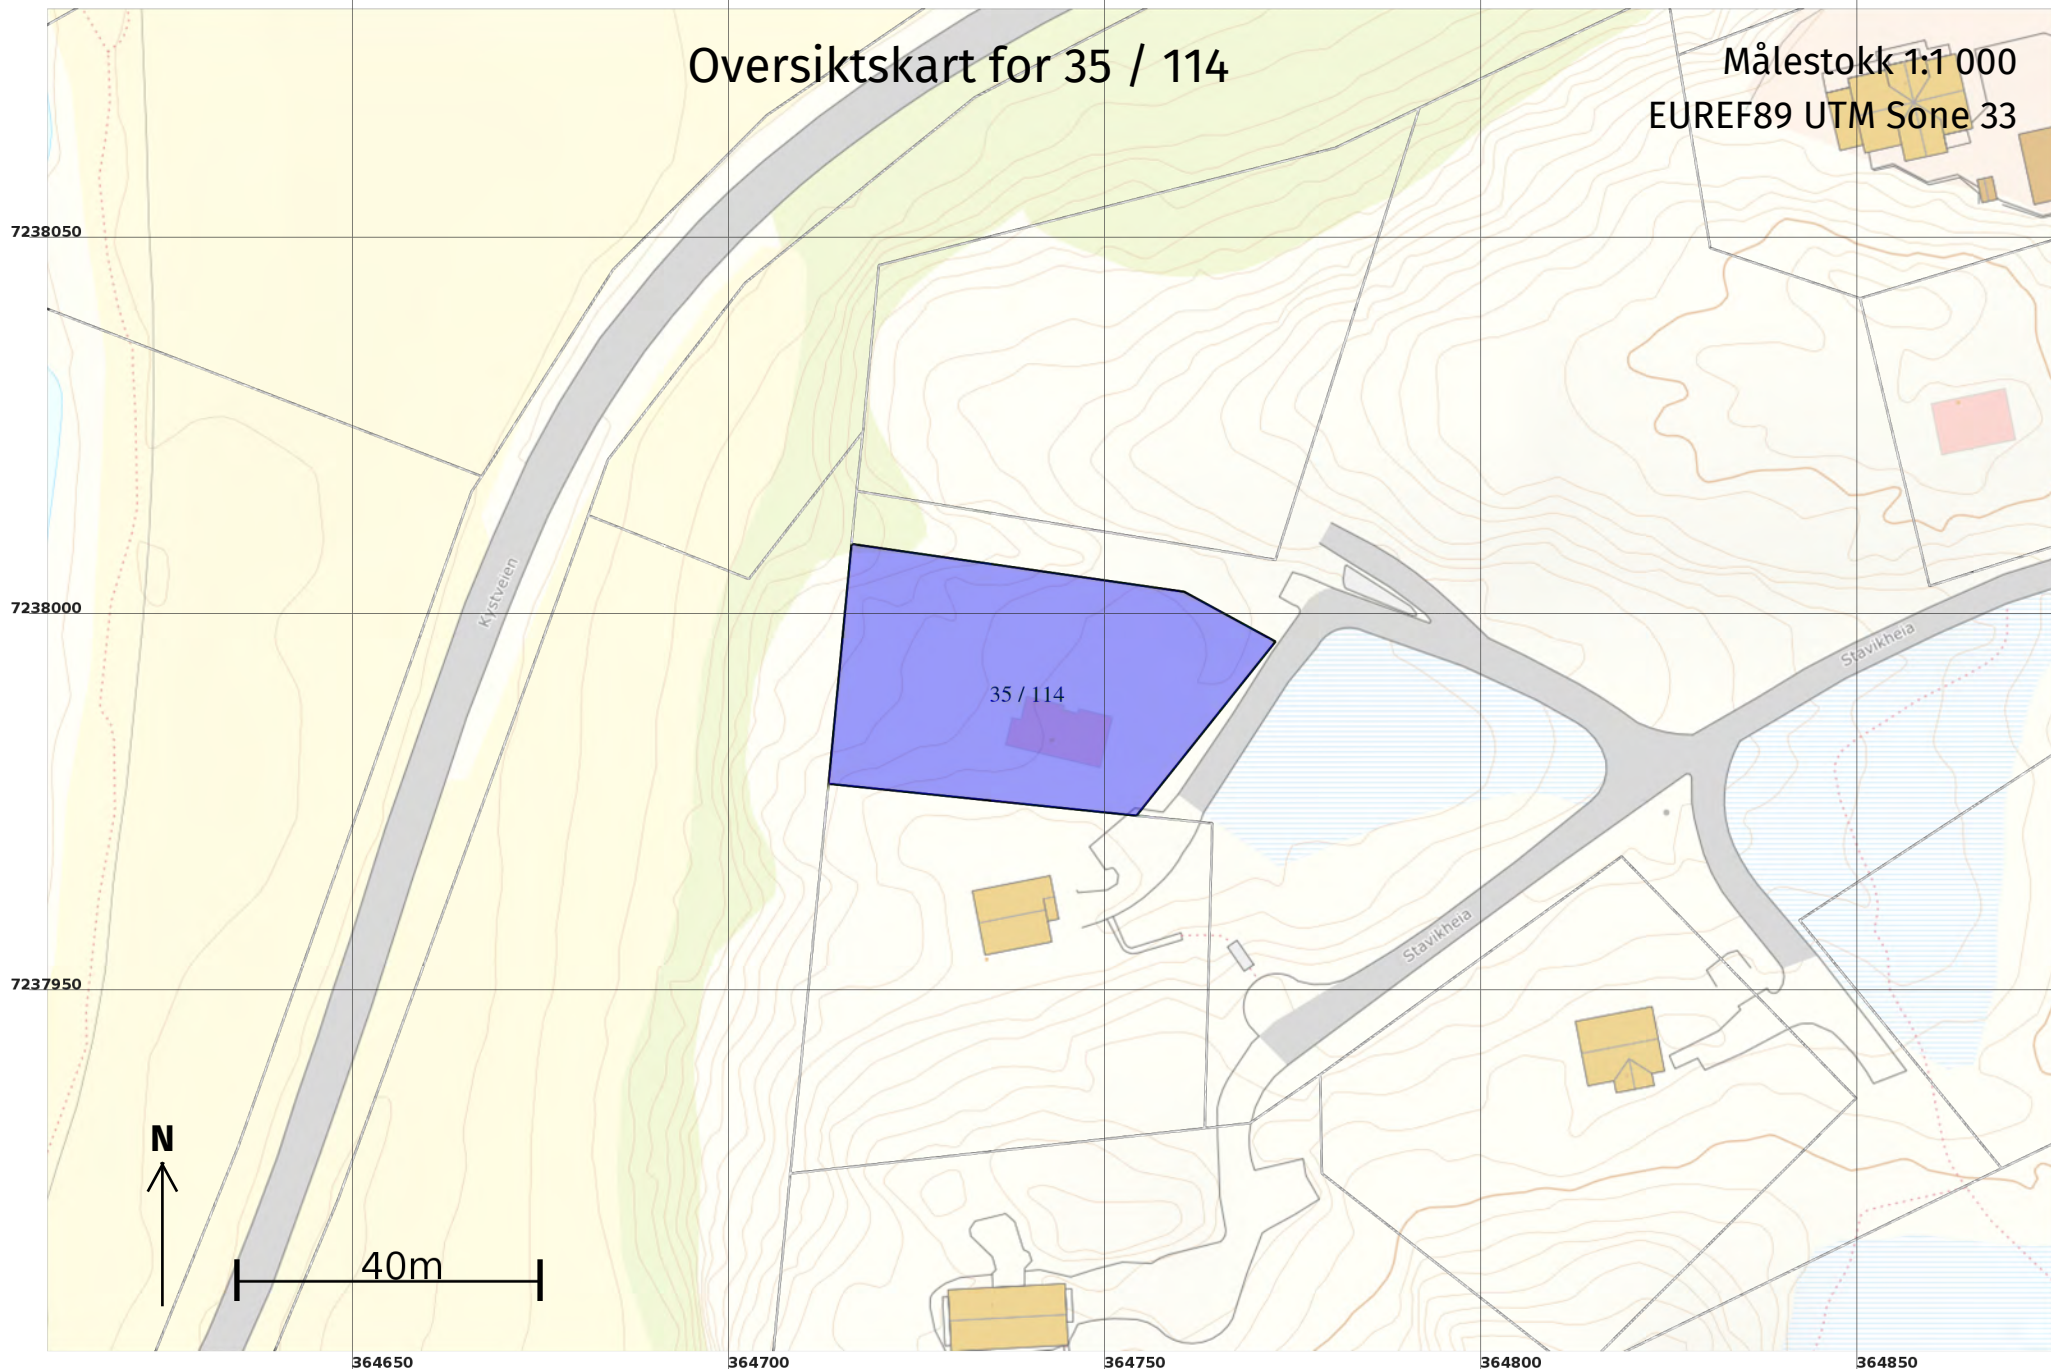 Oversiktskart for 35 / 114
Målestokk 1:1 000
EUREF89 UTM Sone 33
7238050
Kystveien
7238000
Stavikheia
35 / 114
Stavikheia
7237950
N
40m
364650
364700
364750
364800
364850